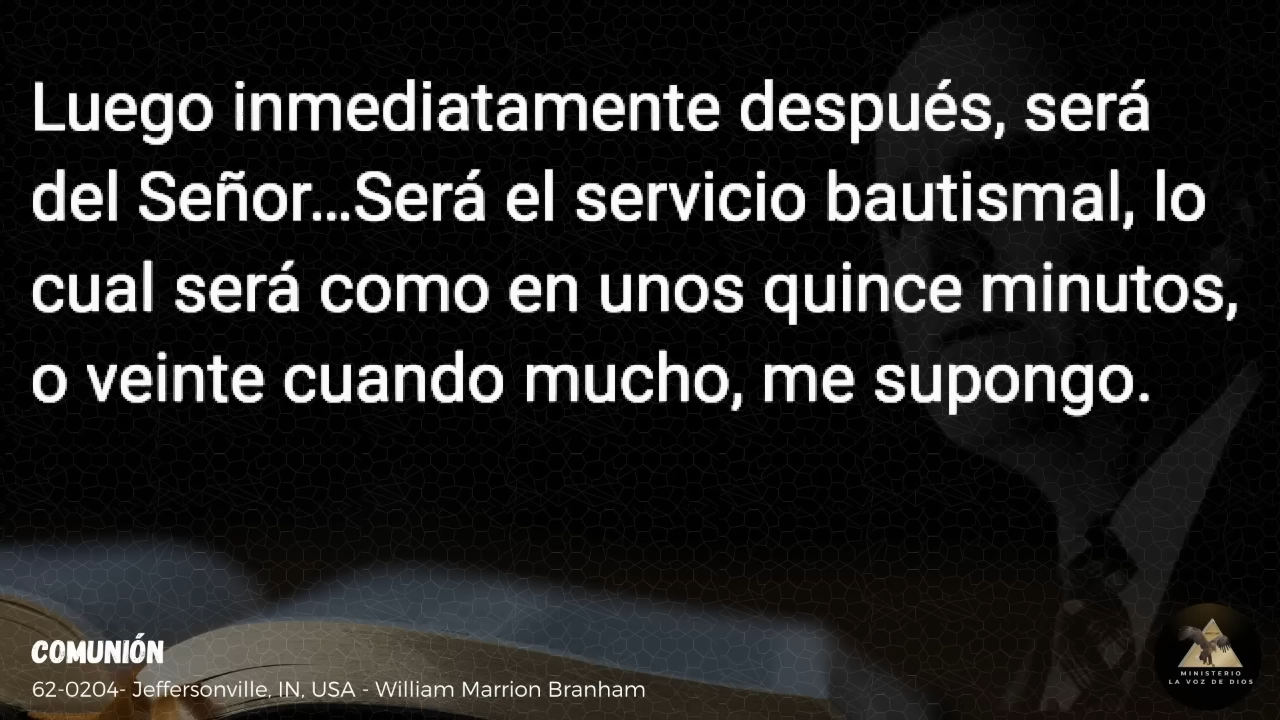 Luego inmediatamente después, será
del Señor…Será el servicio bautismal, lo
cual será como en unos quince minutos,
o veinte cuando mucho, me supongo.
COMUNIÓN
62-0204- Jeffersonville, IN, USA - William Marrion Branham
MINISTERIO
LA VOZ DE DIOS